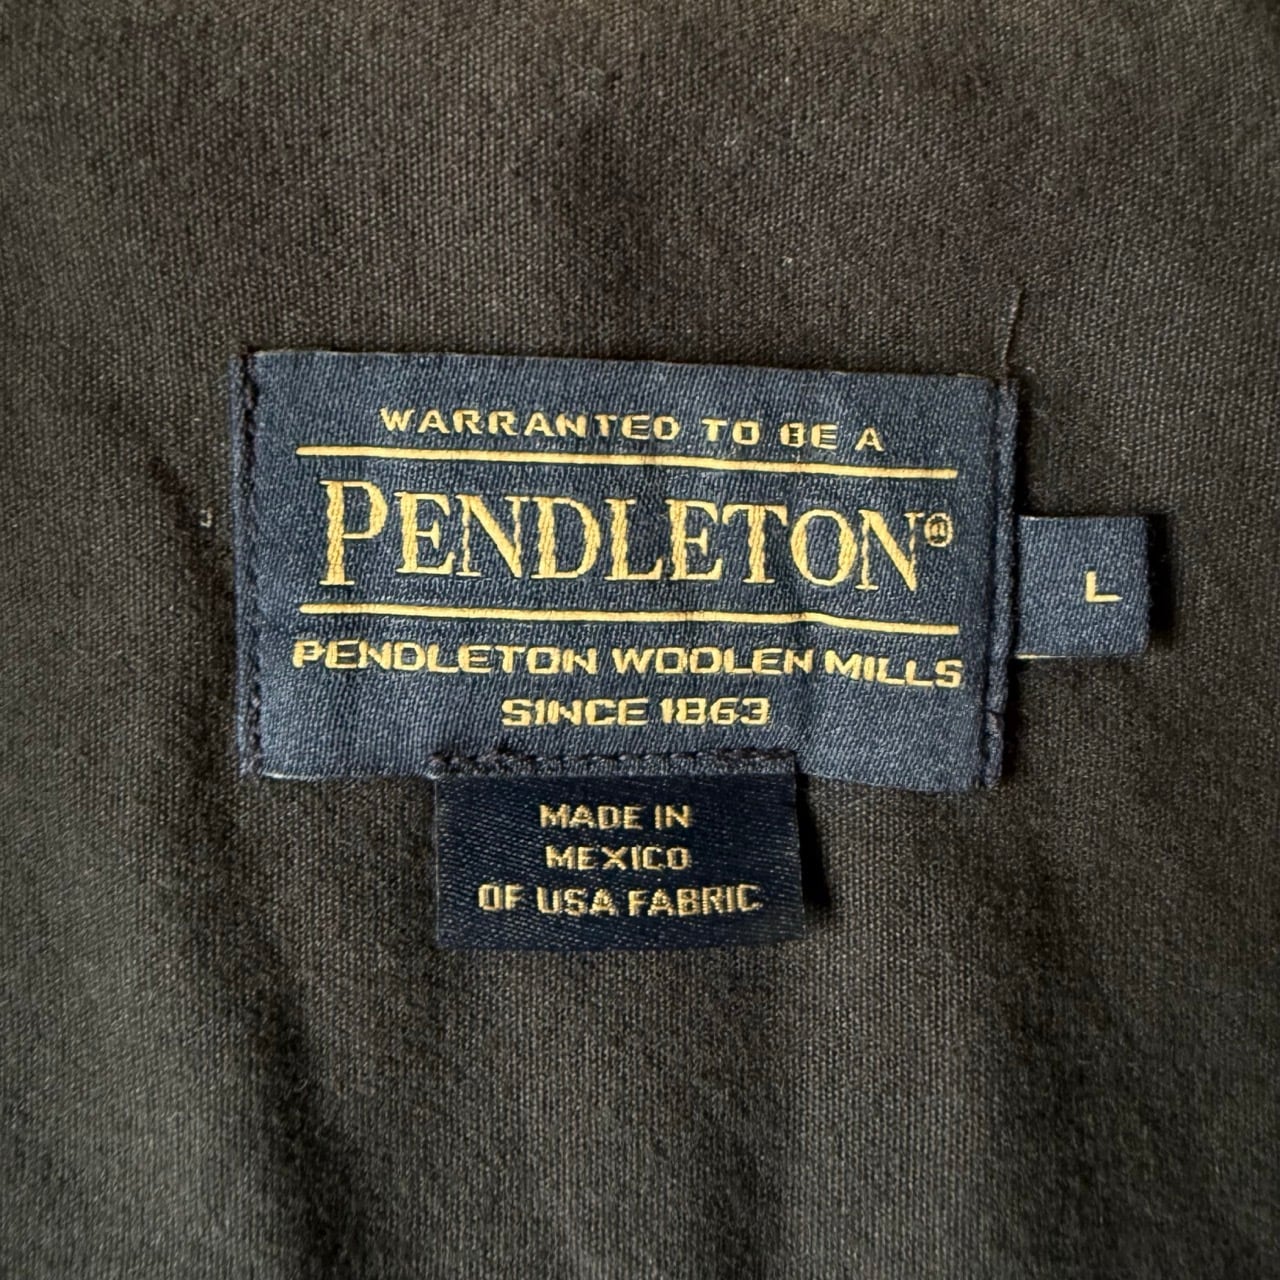 WARRANTED TO BE A
PENDLETON®
PENDLETON WOOLEN MILLS
SINCE 1863
L
MADE IN
MEXICO
OF USA FABRIC